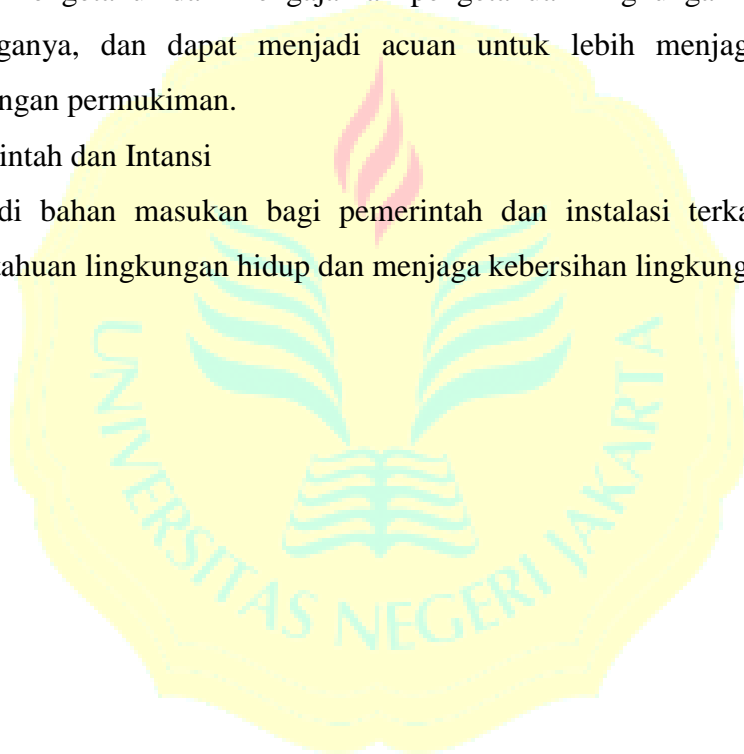 ganya, dan dapat menjadi acuan untuk lebih menjag
ngan permukiman.
intah dan Intansi
di bahan masukan bagi pemerintah dan instalasi terka
tahuan lingkungan hidup dan menjaga kebersihan lingkung
UNIVERSITAS NEGERI JAKARTA